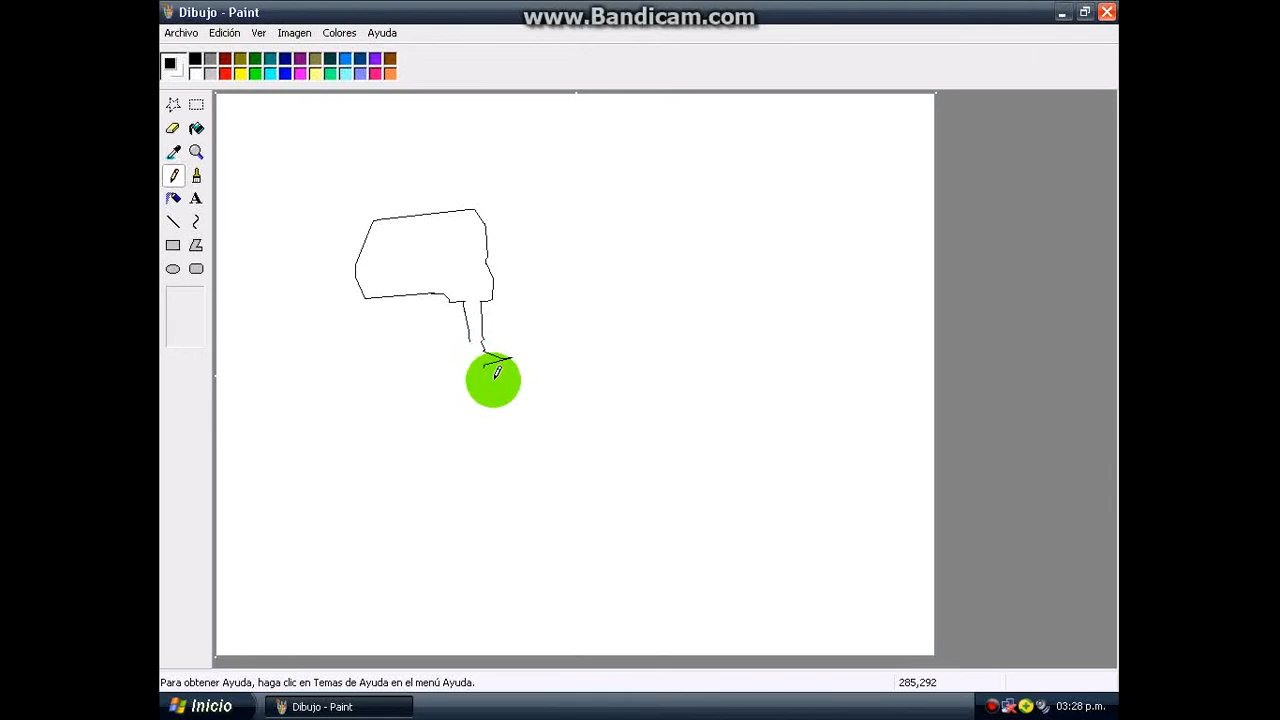 Dibujo - Paint
www.Bandicam.com
Archivo Edición Ver Imagen Colores Ayuda
A
Para obtener Ayuda, haga clic en Temas de Ayuda en el menú Ayuda.
285,292
Inicio
Dibujo - Paint
03:28 p.m.